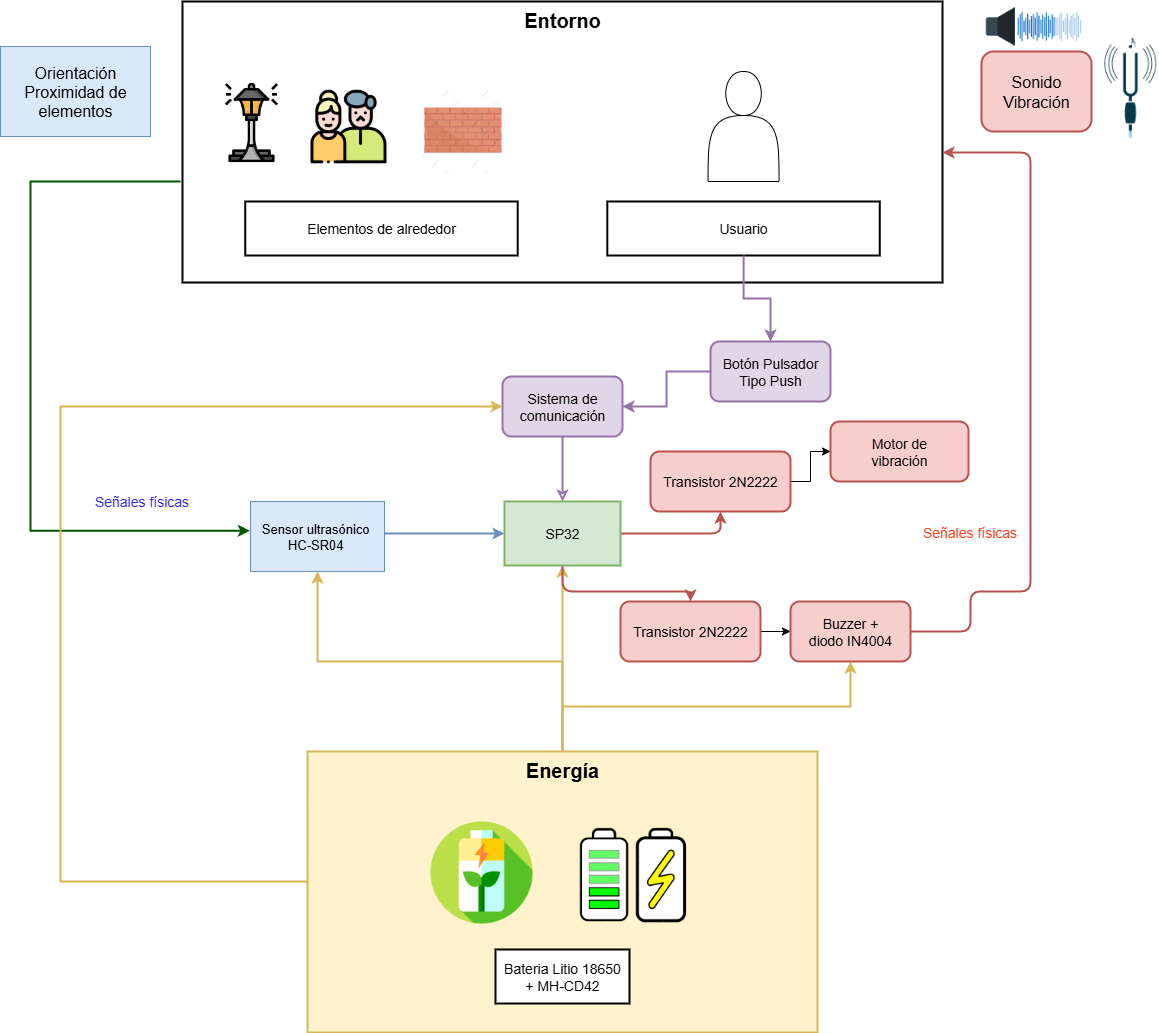 Entorno
Orientación
Proximidad de
elementos
Sonido
Vibración
Elementos de alrededor
Usuario
Botón Pulsador
Tipo Push
Sistema de
comunicación
Motor de
vibración
Transistor 2N2222
Señales físicas
Sensor ultrasónico
HC-SR04
SP32
Señales físicas
Transistor 2N2222
Buzzer +
diodo IN4004
Energía
Bateria Litio 18650
+ MH-CD42